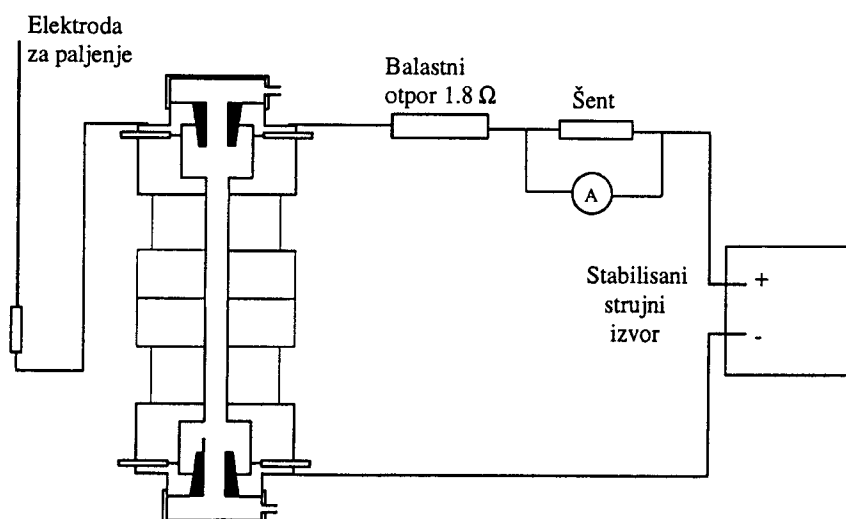 Elektroda
za paljenje
Balastni
otpor 1.8 Ω
Šent
A
Stabilisani
strujni
izvor
+
-